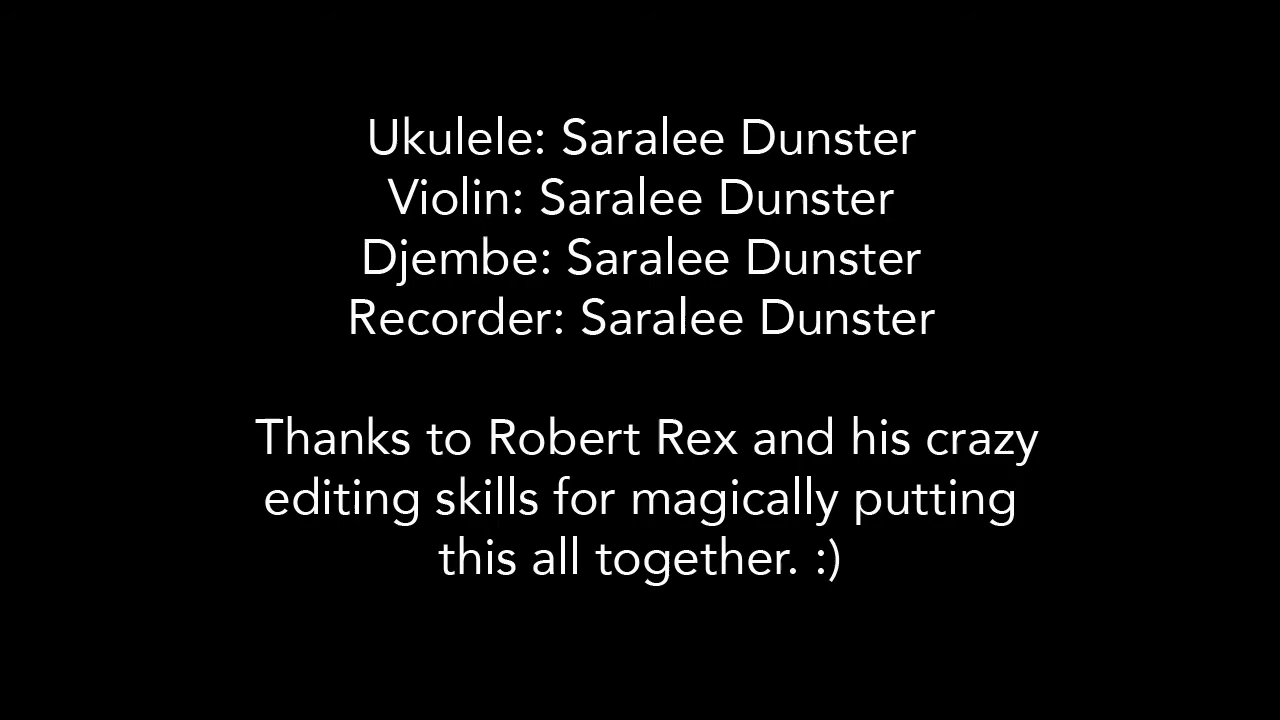 Ukulele: Saralee Dunster
Violin: Saralee Dunster
Djembe: Saralee Dunster
Recorder: Saralee Dunster
Thanks to Robert Rex and his crazy
editing skills for magically putting
this all together. :)